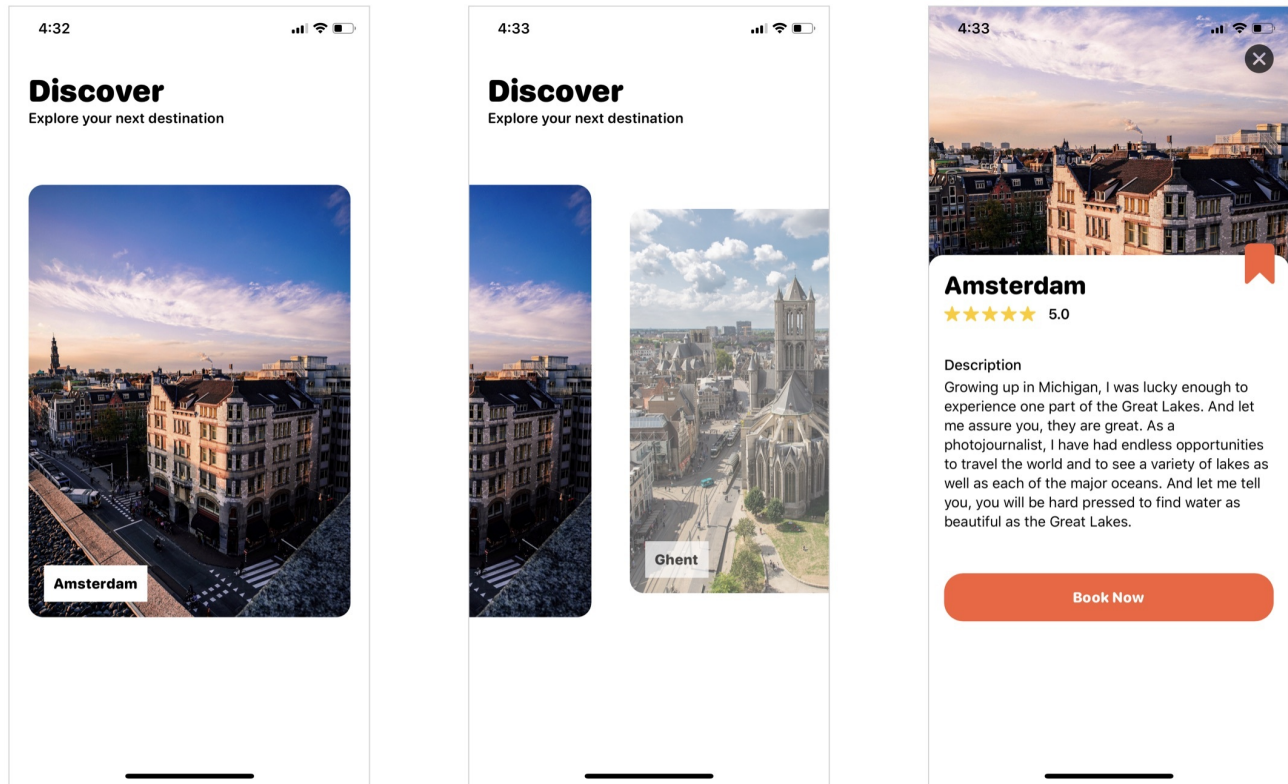 4:32
Discover
Explore your next destination
Amsterdam
4:33
Discover
Explore your next destination
Ghent
4:33
Amsterdam
5.0
Description
Growing up in Michigan, I was lucky enough to
experience one part of the Great Lakes. And let
me assure you, they are great. As a
photojournalist, I have had endless opportunities
to travel the world and to see a variety of lakes as
well as each of the major oceans. And let me tell
you, you will be hard pressed to find water as
beautiful as the Great Lakes.
Book Now